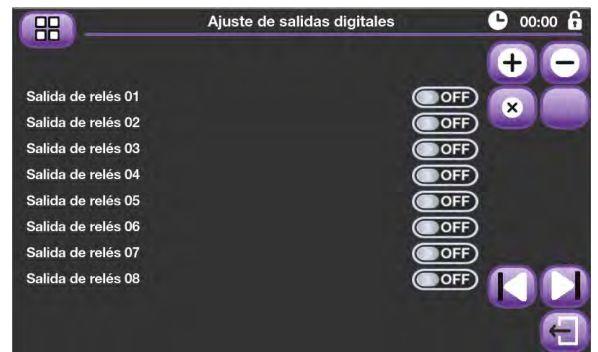 Ajuste de salidas digitales
00:00
Salida de relés 01 OFF
Salida de relés 02 OFF
Salida de relés 03 OFF
Salida de relés 04 OFF
Salida de relés 05 OFF
Salida de relés 06 OFF
Salida de relés 07 OFF
Salida de relés 08 OFF